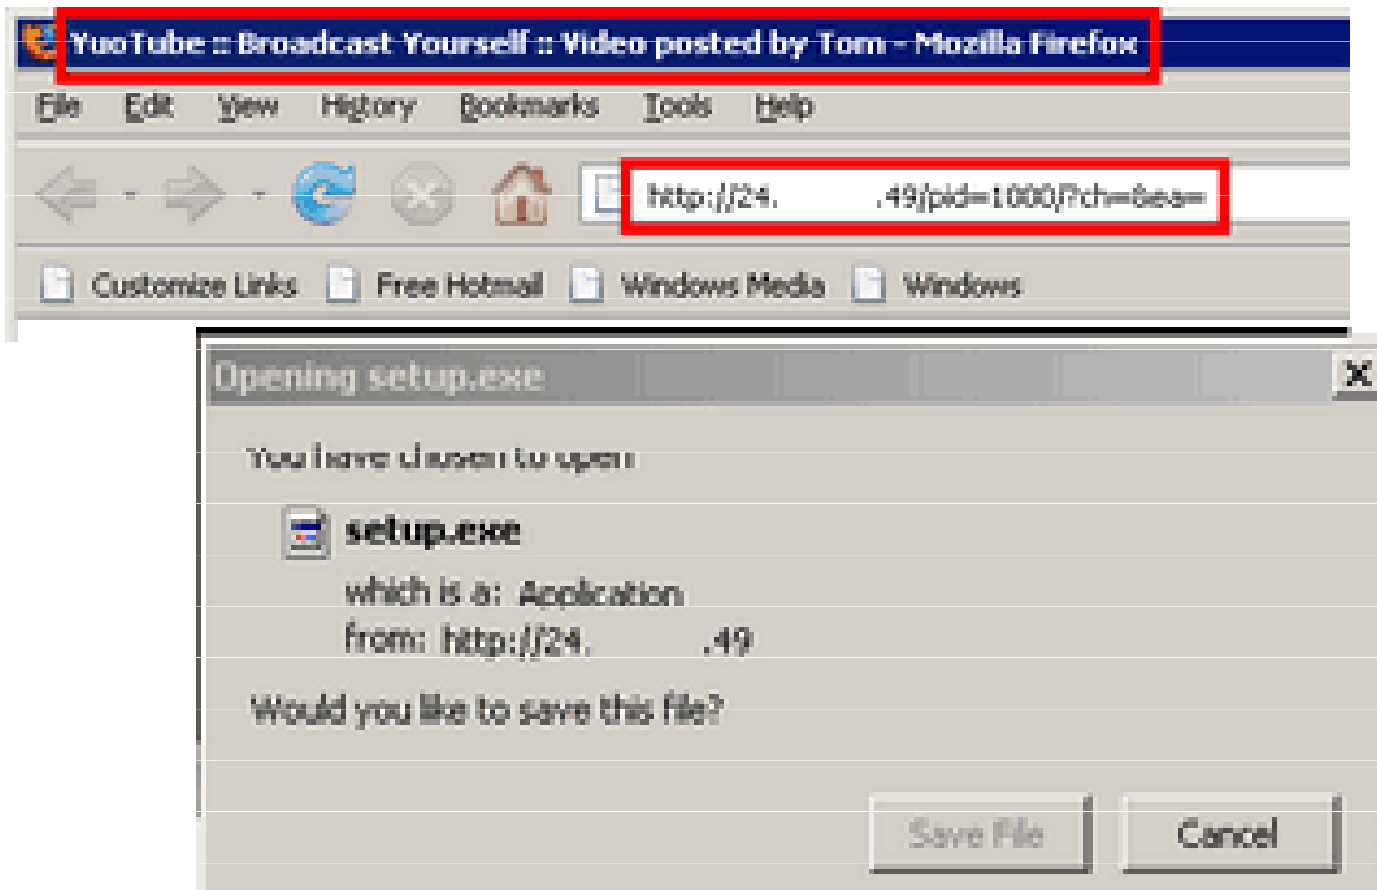 YuoTube :: Broadcast Yourself :: Video posted by Tom - Mozilla Firefox
File Edit View History Bookmarks Tools Help
http://24. .49/pid=1000/?ch=&ea=
Customize Links Free Hotmail Windows Media Windows
Opening setup.exe
You have chosen to open
setup.exe
which is a: Application
from: http://24. .49
Would you like to save this file?
Save File Cancel